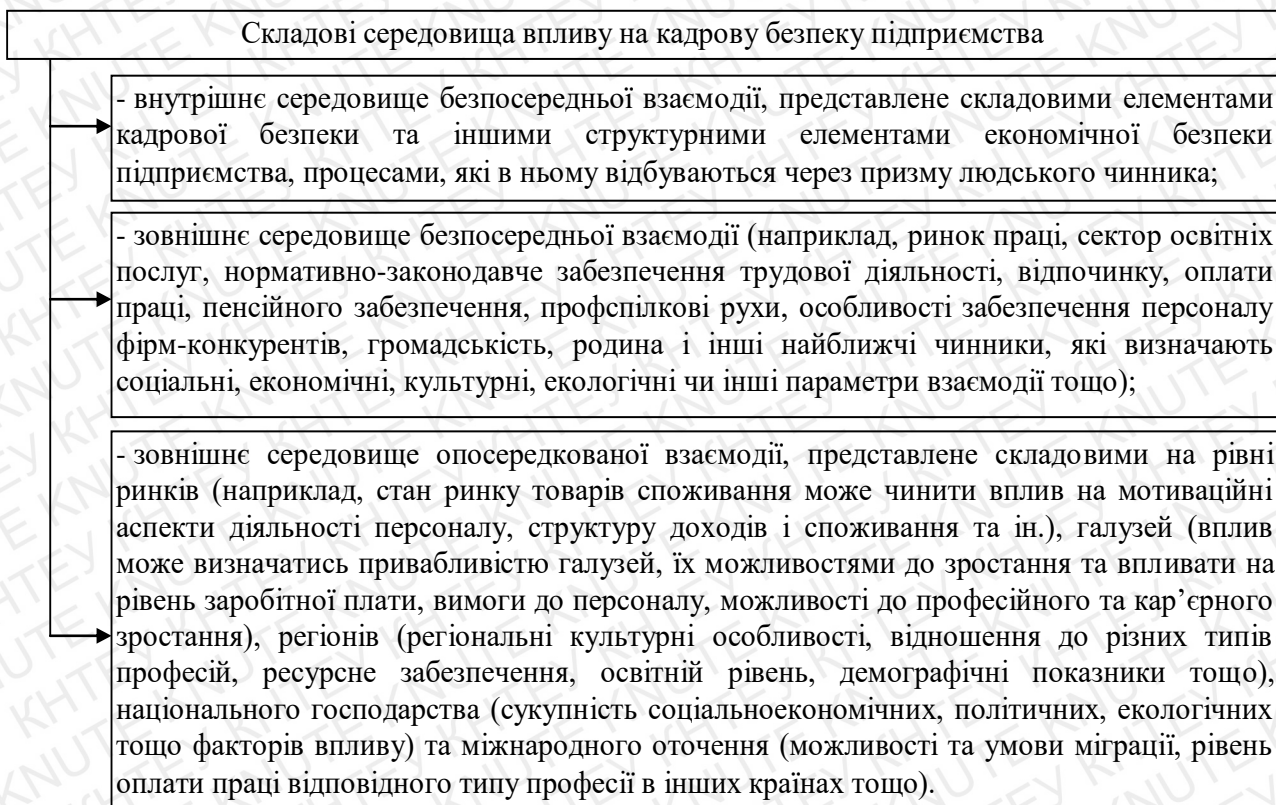 Складові середовища впливу на кадрову безпеку підприємства
- внутрішнє середовище безпосередньої взаємодії, представлене складовими елементами
кадрової безпеки та іншими структурними елементами економічної безпеки
підприємства, процесами, які в ньому відбуваються через призму людського чинника;
- зовнішнє середовище безпосередньої взаємодії (наприклад, ринок праці, сектор освітніх
послуг, нормативно-законодавче забезпечення трудової діяльності, відпочинку, оплати
праці, пенсійного забезпечення, профспілкові рухи, особливості забезпечення персоналу
фірм-конкурентів, громадськість, родина і інші найближчі чинники, які визначають
соціальні, економічні, культурні, екологічні чи інші параметри взаємодії тощо);
- зовнішнє середовище опосередкованої взаємодії, представлене складовими на рівні
ринків (наприклад, стан ринку товарів споживання може чинити вплив на мотиваційні
аспекти діяльності персоналу, структуру доходів і споживання та ін.), галузей (вплив
може визначатись привабливістю галузей, їх можливостями до зростання та впливати на
рівень заробітної плати, вимоги до персоналу, можливості до професійного та кар’єрного
зростання), регіонів (регіональні культурні особливості, відношення до різних типів
професій, ресурсне забезпечення, освітній рівень, демографічні показники тощо),
національного господарства (сукупність соціальноекономічних, політичних, екологічних
тощо факторів впливу) та міжнародного оточення (можливості та умови міграції, рівень
оплати праці відповідного типу професії в інших країнах тощо).